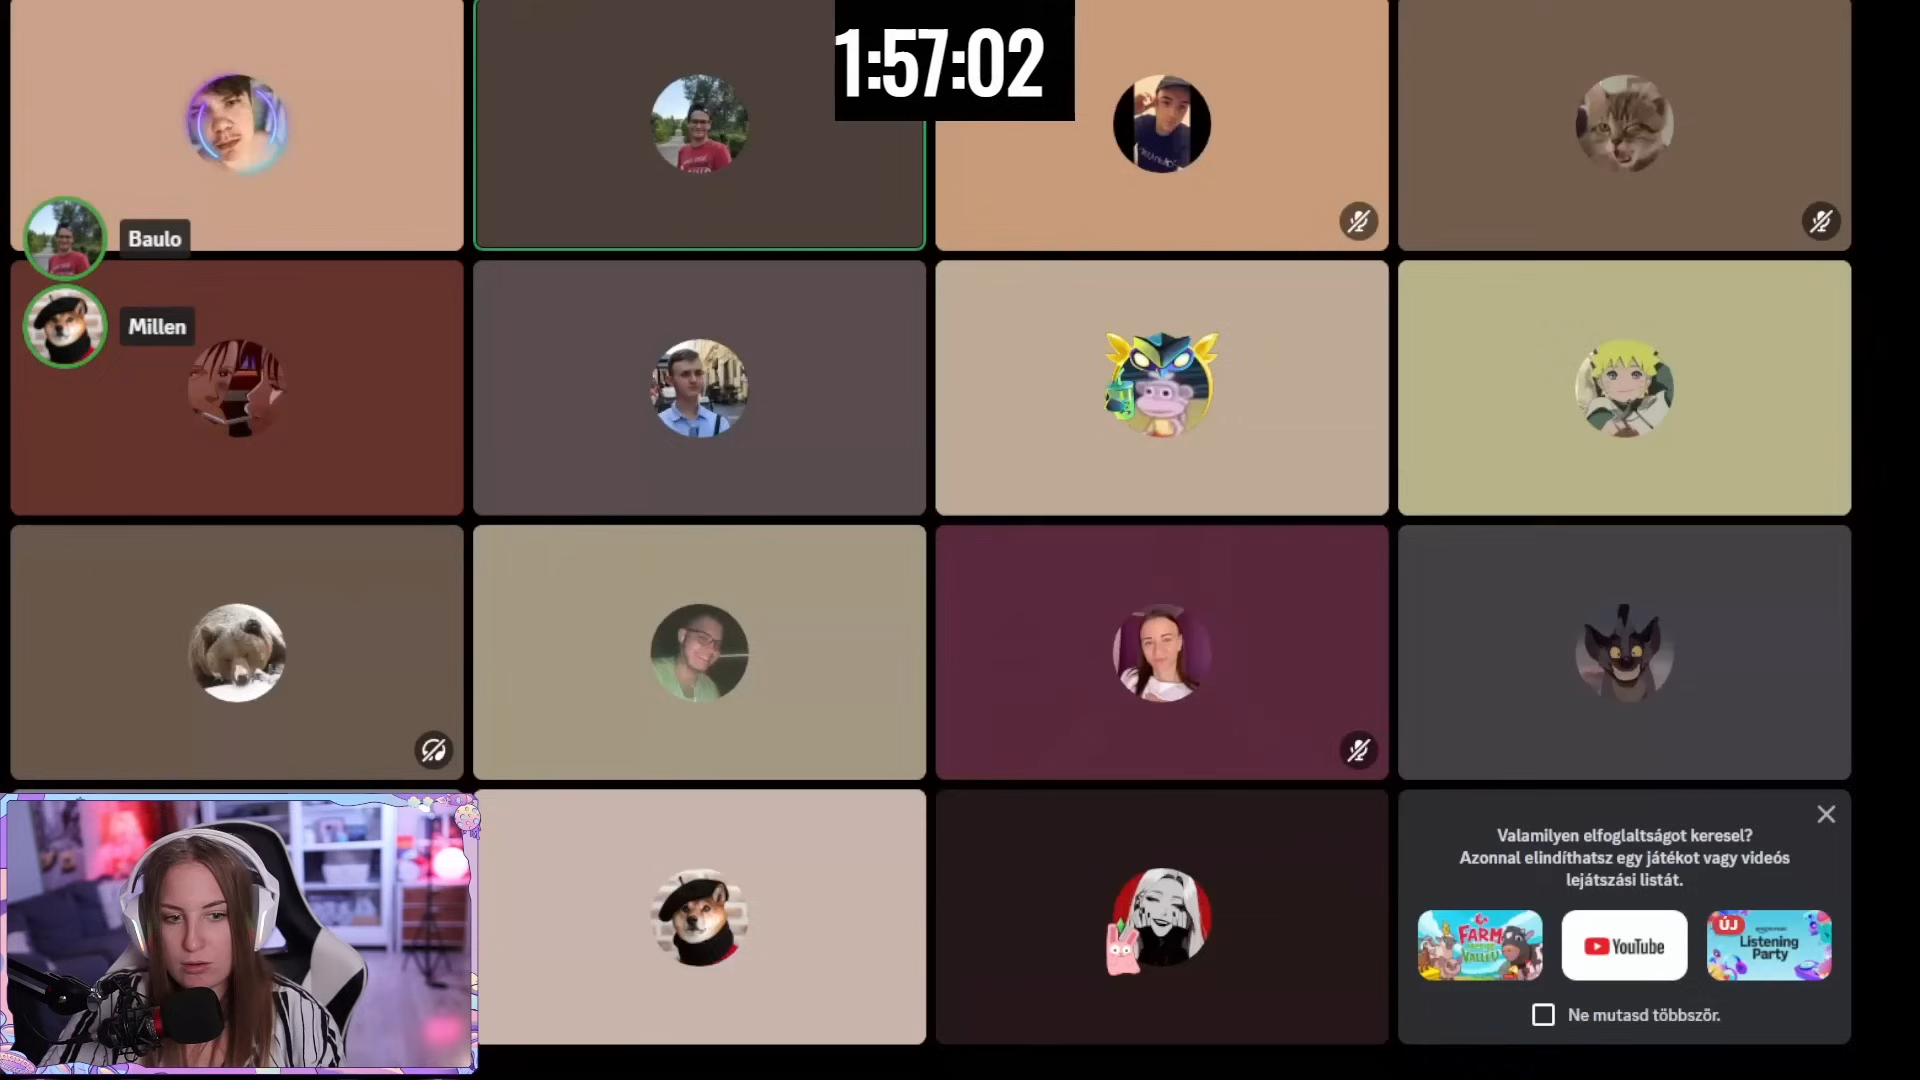 1:57:02
Baulo
Millen
Valamilyen elfoglaltságot keresel?
Azonnal elindíthatsz egy játékot vagy videós
lejátszási listát.
FARM
VALLEY
YouTube
ÚJ
Listening
Party
Ne mutasd többször.